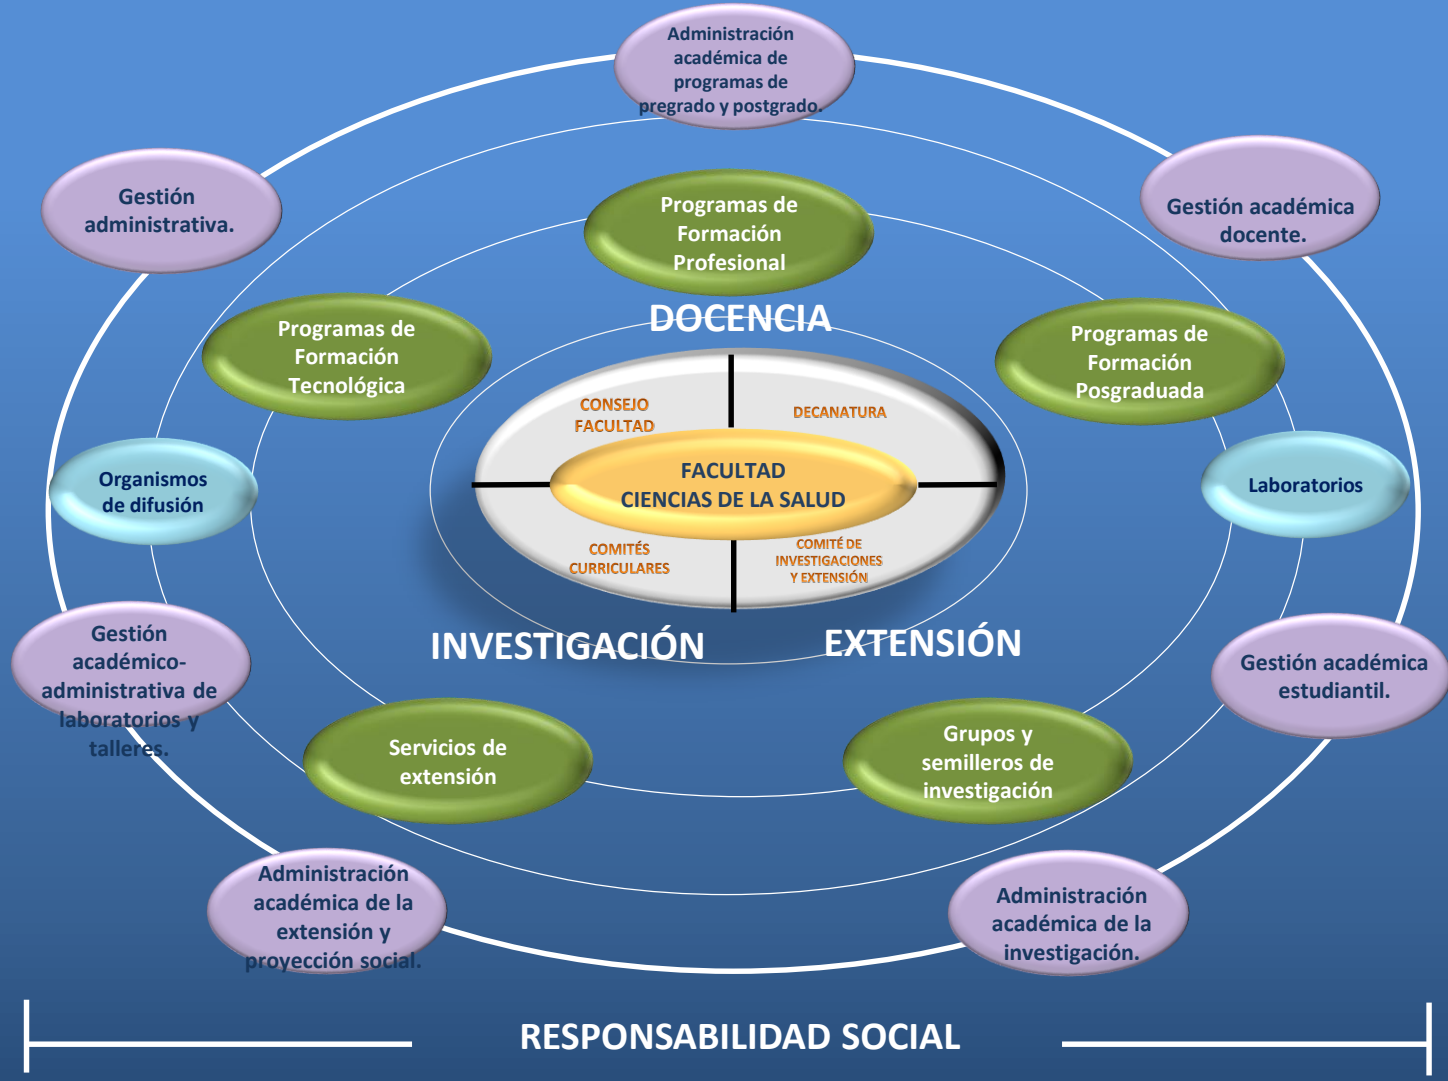 Administración
académica de
programas de
pregrado y postgrado.
Gestión
administrativa.
Gestión académica
docente.
Programas de
Formación
Profesional
Programas de
Formación
Tecnológica
Programas de
Formación
Posgraduada
DOCENCIA
CONSEJO
FACULTAD
DECANATURA
FACULTAD
CIENCIAS DE LA SALUD
Organismos
de difusión
Laboratorios
COMITÉS
CURRICULARES
COMITÉ DE
INVESTIGACIONES
Y EXTENSIÓN
INVESTIGACIÓN
EXTENSIÓN
Gestión
académico-
administrativa de
laboratorios y
talleres.
Gestión académica
estudiantil.
Servicios de
extensión
Grupos y
semilleros de
investigación
Administración
académica de la
extensión y
proyección social.
Administración
académica de la
investigación.
RESPONSABILIDAD SOCIAL